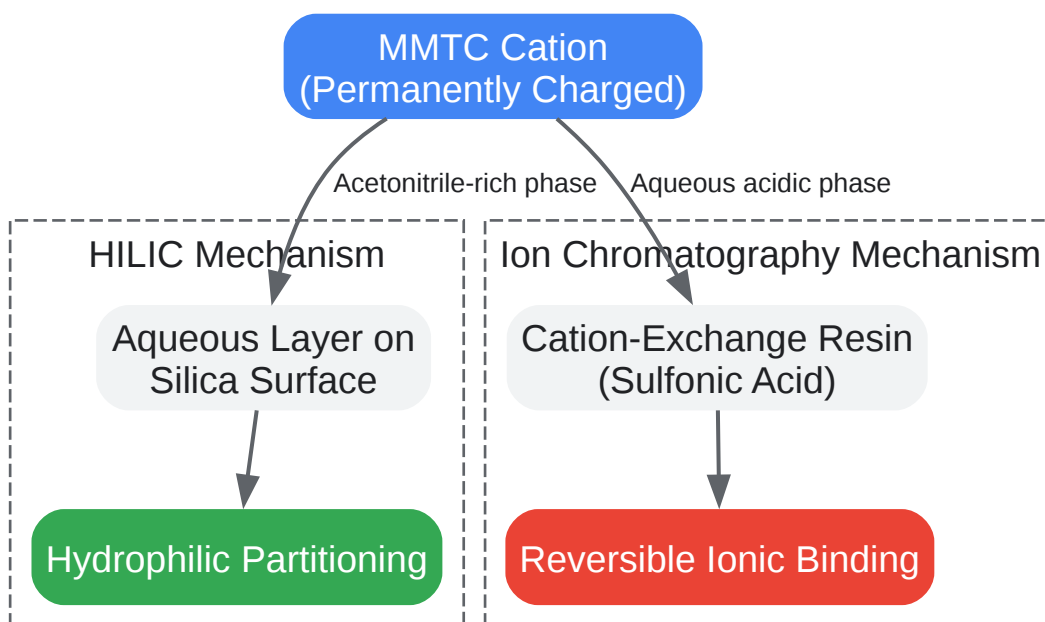 MMTC Cation
(Permanently Charged)
Acetonitrile-rich phase
Aqueous acidic phase
HILIC Mechanism
Ion Chromatography Mechanism
Aqueous Layer on
Silica Surface
Cation-Exchange Resin
(Sulfonic Acid)
Hydrophilic Partitioning
Reversible Ionic Binding